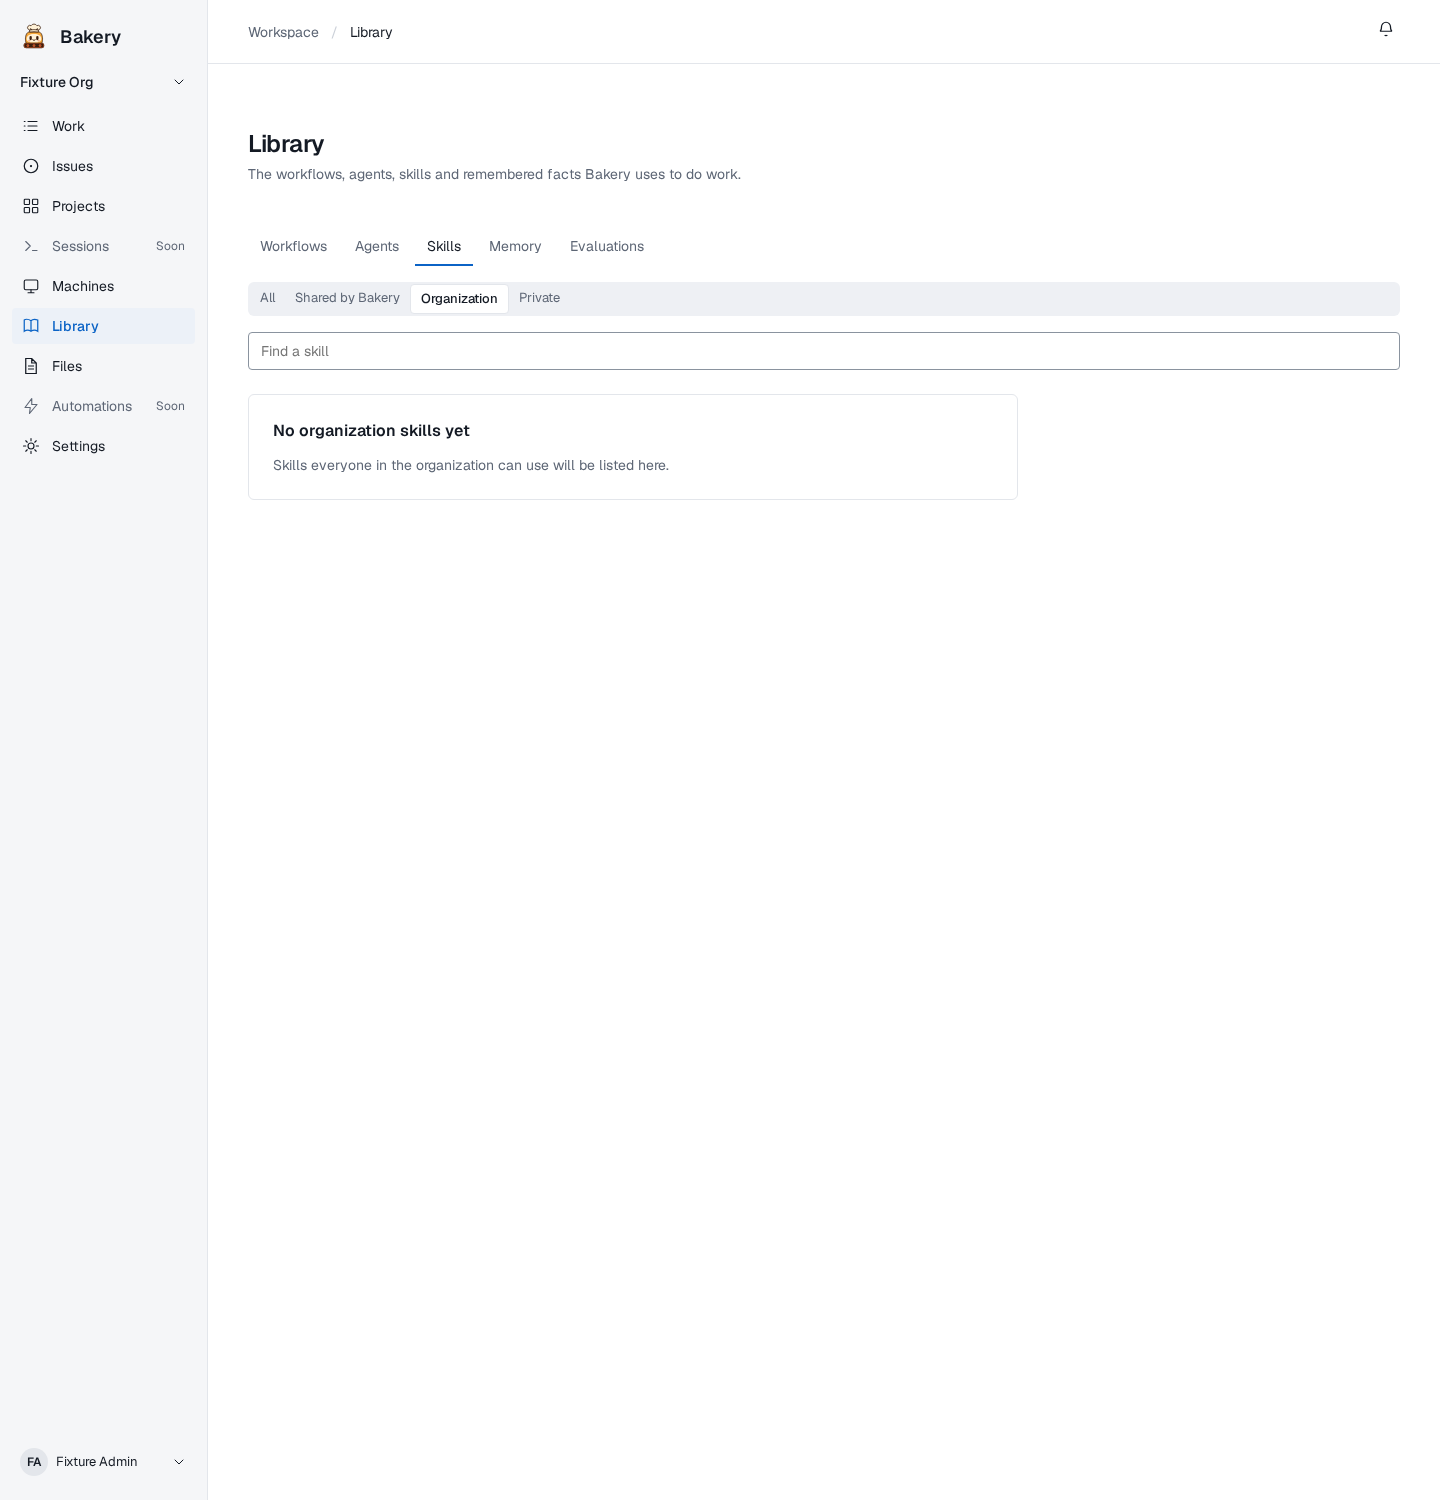 Bakery
Fixture Org
Work
Issues
Projects
Sessions Soon
Machines
Library
Files
Automations Soon
Settings
FA Fixture Admin
Workspace / Library
Library
The workflows, agents, skills and remembered facts Bakery uses to do work.
Workflows Agents Skills Memory Evaluations
All Shared by Bakery Organization Private
Find a skill
No organization skills yet
Skills everyone in the organization can use will be listed here.